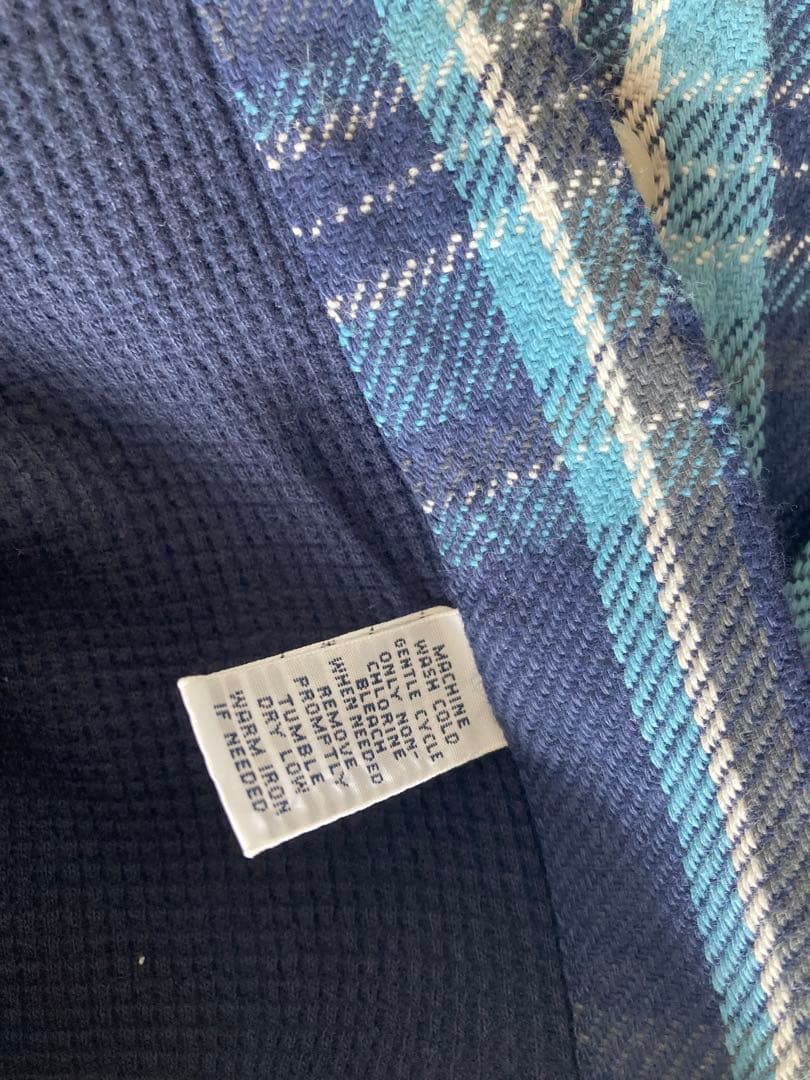 MACHINE
WASH COLD
GENTLE CYCLE
ONLY NON-
CHLORINE
BLEACH
WHEN NEEDED
REMOVE
PROMPTLY
TUMBLE
DRY LOW
WARM IRON
IF NEEDED